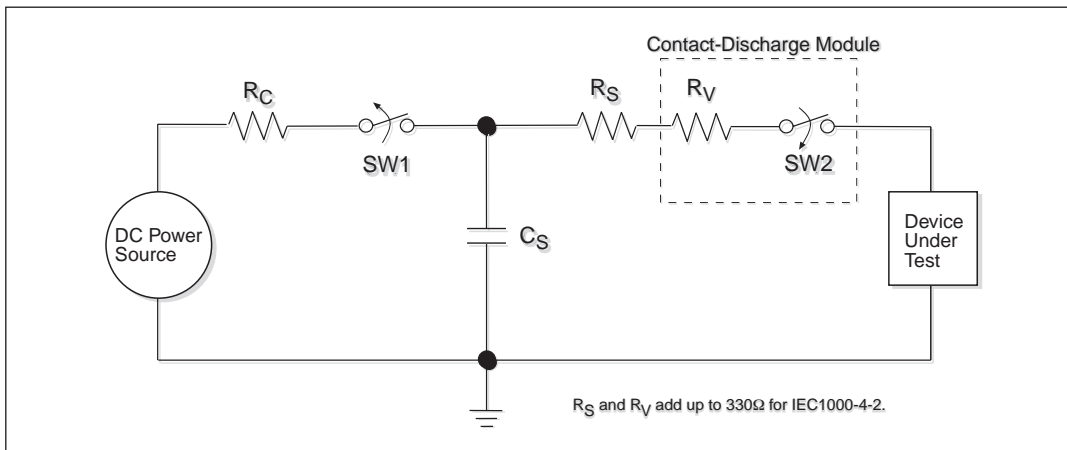 Contact-Discharge Module
RC
RS
RV
SW1
SW2
DC Power
Source
CS
Device
Under
Test
RS and RV add up to 330Ω for IEC1000-4-2.